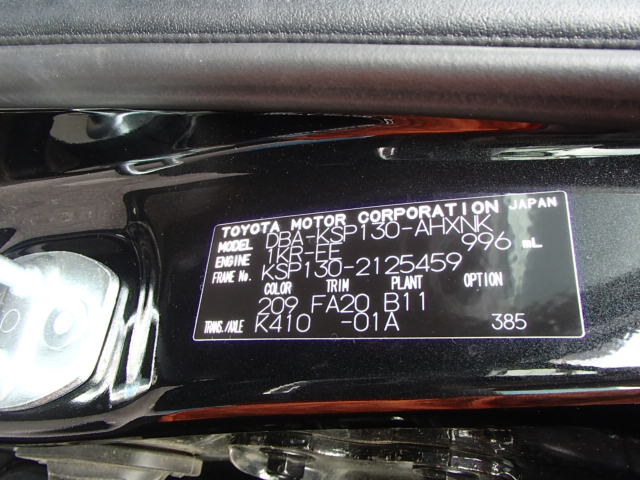 TOYOTA MOTOR CORPORATION JAPAN
MODEL DBA-KSP130-AHXNK
ENGINE 1KR-FE 996 mL
FRAME No. KSP130-2125459
COLOR TRIM PLANT OPTION
209 FA20 B11
TRANS./AXLE K410 -01A 385